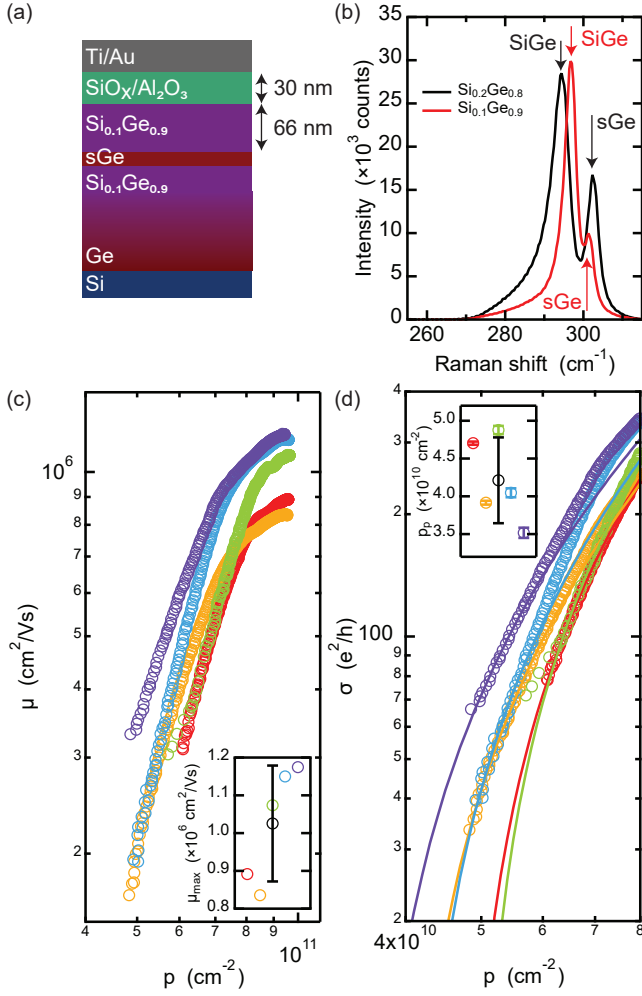 (a)
Ti/Au
SiOX/Al2O3
30 nm
Si0.1Ge0.9
66 nm
sGe
Si0.1Ge0.9
Ge
Si
(b)
35
30
25
20
15
10
5
0
Intensity (×10³ counts)
SiGe
SiGe
Si0.2Ge0.8
Si0.1Ge0.9
sGe
sGe
260
280
300
Raman shift (cm⁻¹)
(c)
10⁶
9
8
7
6
5
4
3
2
μ (cm²/Vs)
4
5
6
7
8
9
10¹¹
p (cm⁻²)
1.2
1.1
1.0
0.9
0.8
μmax (×10⁶ cm²/Vs)
(d)
4
3
2
100
9
8
7
6
5
4
3
2
σ (e²/h)
4×10¹⁰
5
6
7
8
p (cm⁻²)
5.0
4.5
4.0
3.5
pp (×10¹⁰ cm⁻²)